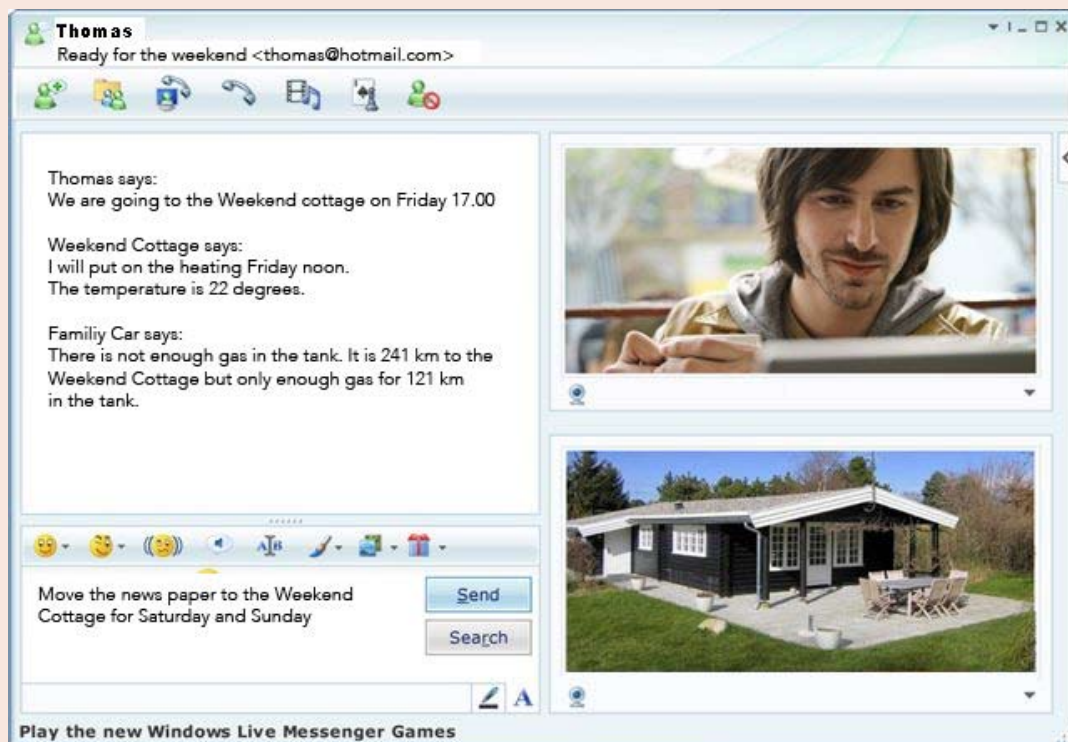 Thomas
Ready for the weekend <thomas@hotmail.com>
Thomas says:
We are going to the Weekend cottage on Friday 17.00
Weekend Cottage says:
I will put on the heating Friday noon.
The temperature is 22 degrees.
Familiy Car says:
There is not enough gas in the tank. It is 241 km to the
Weekend Cottage but only enough gas for 121 km
in the tank.
Move the news paper to the Weekend
Cottage for Saturday and Sunday
Send
Search
Play the new Windows Live Messenger Games